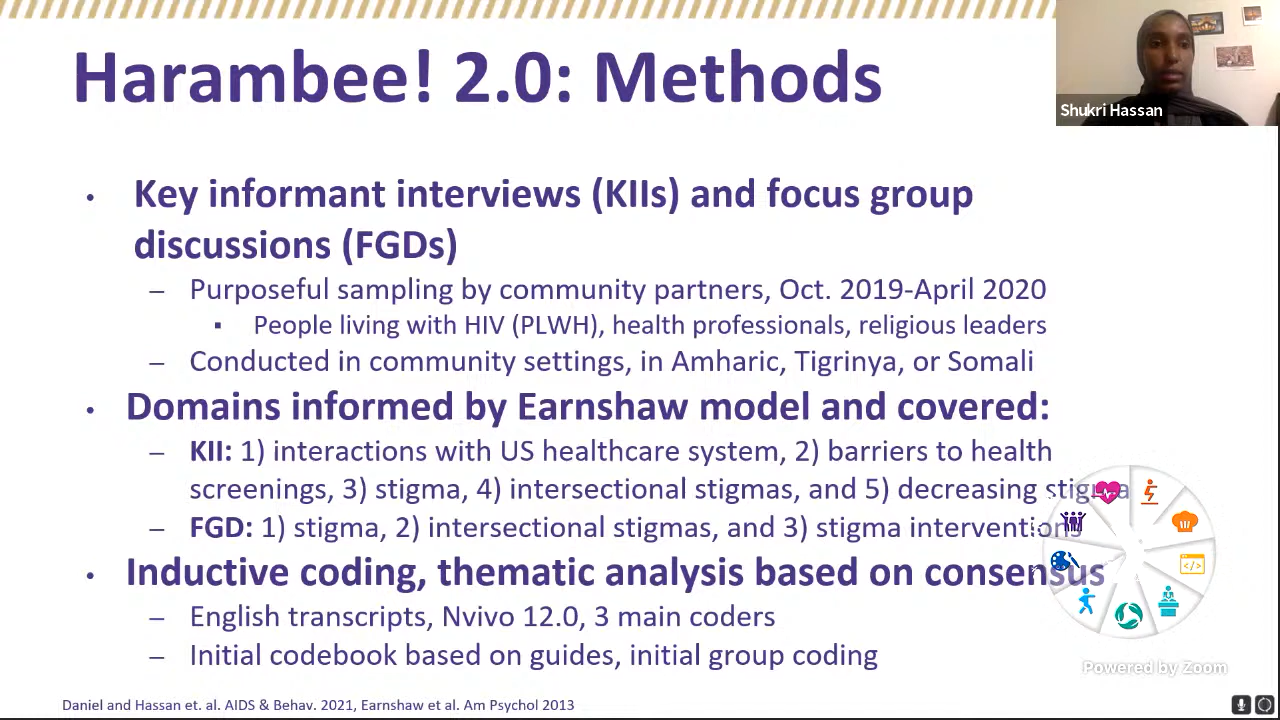 Harambee! 2.0: Methods
Shukri Hassan
• Key informant interviews (KIIs) and focus group
discussions (FGDs)
– Purposeful sampling by community partners, Oct. 2019-April 2020
▪ People living with HIV (PLWH), health professionals, religious leaders
– Conducted in community settings, in Amharic, Tigrinya, or Somali
• Domains informed by Earnshaw model and covered:
– KII: 1) interactions with US healthcare system, 2) barriers to health
screenings, 3) stigma, 4) intersectional stigmas, and 5) decreasing stigma
– FGD: 1) stigma, 2) intersectional stigmas, and 3) stigma interventions
• Inductive coding, thematic analysis based on consensus
– English transcripts, Nvivo 12.0, 3 main coders
– Initial codebook based on guides, initial group coding
</> 
Powered by Zoom
Daniel and Hassan et. al. AIDS & Behav. 2021, Earnshaw et al. Am Psychol 2013